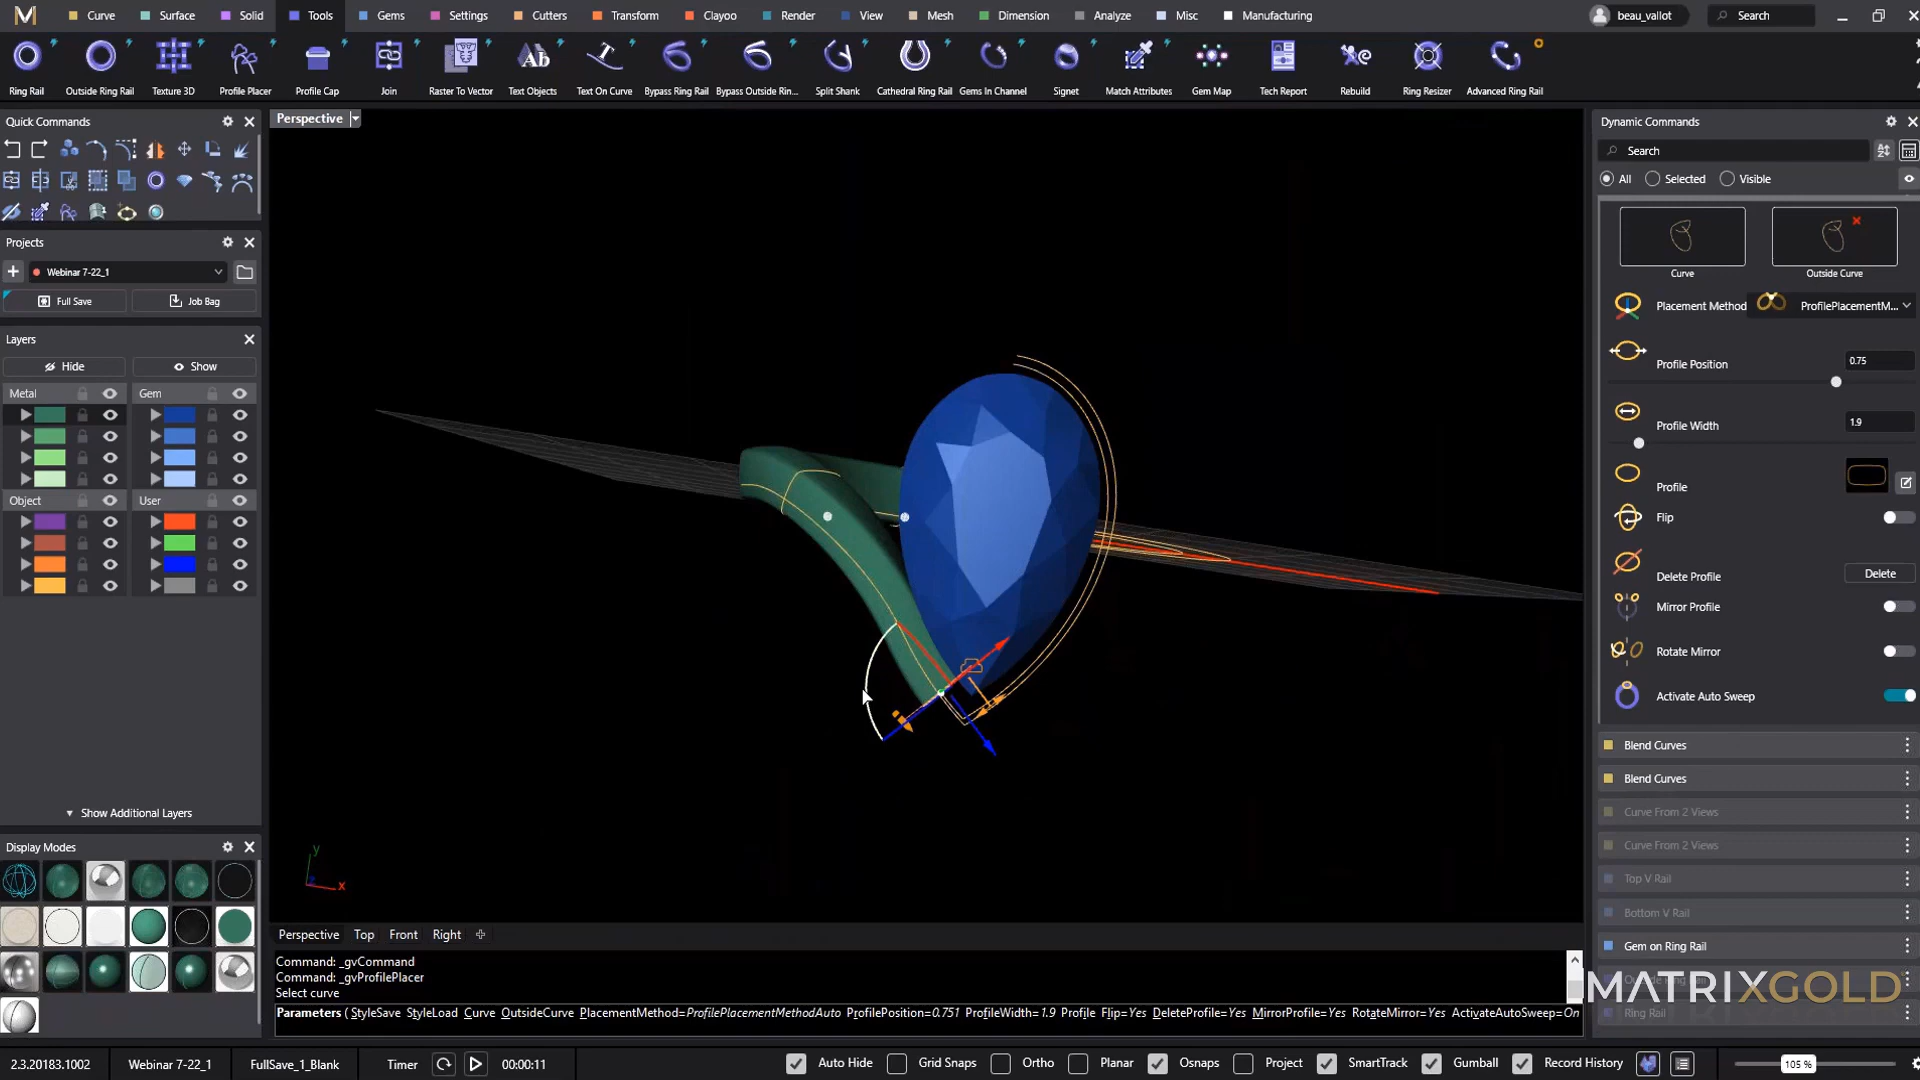 Curve Surface Solid Tools Gems Settings Cutters Transform Clayoo Render View Mesh Dimension Analyze Misc Manufacturing beau_vallot Search
Ring Rail Outside Ring Rail Texture 3D Profile Placer Profile Cap Join Raster To Vector Text Objects Text On Curve Bypass Ring Rail Bypass Outside Rin... Split Shank Cathedral Ring Rail Gems In Channel Signet Match Attributes Gem Map Tech Report Rebuild Ring Resizer Advanced Ring Rail
Quick Commands
Projects
Webinar 7-22_1
Full Save Job Bag
Layers
Hide Show
Metal Gem
Object User
Show Additional Layers
Display Modes
Perspective
Perspective Top Front Right
Command: _gvCommand
Command: _gvProfilePlacer
Select curve
Parameters ( StyleSave StyleLoad Curve OutsideCurve PlacementMethod=ProfilePlacementMethodAuto ProfilePosition=0.751 ProfileWidth=1.9 Profile Flip=Yes DeleteProfile=Yes MirrorProfile=Yes RotateMirror=Yes ActivateAutoSweep=On
y
x
Dynamic Commands
Search
All Selected Visible
Curve Outside Curve
Placement Method ProfilePlacementM...
Profile Position 0.75
Profile Width 1.9
Profile
Flip
Delete Profile Delete
Mirror Profile
Rotate Mirror
Activate Auto Sweep
Blend Curves
Blend Curves
Curve From 2 Views
Curve From 2 Views
Top V Rail
Bottom V Rail
Gem on Ring Rail
MATRIXGOLD
Ring Rail
2.3.20183.1002 Webinar 7-22_1 FullSave_1_Blank Timer 00:00:11 Auto Hide Grid Snaps Ortho Planar Osnaps Project SmartTrack Gumball Record History 105 %